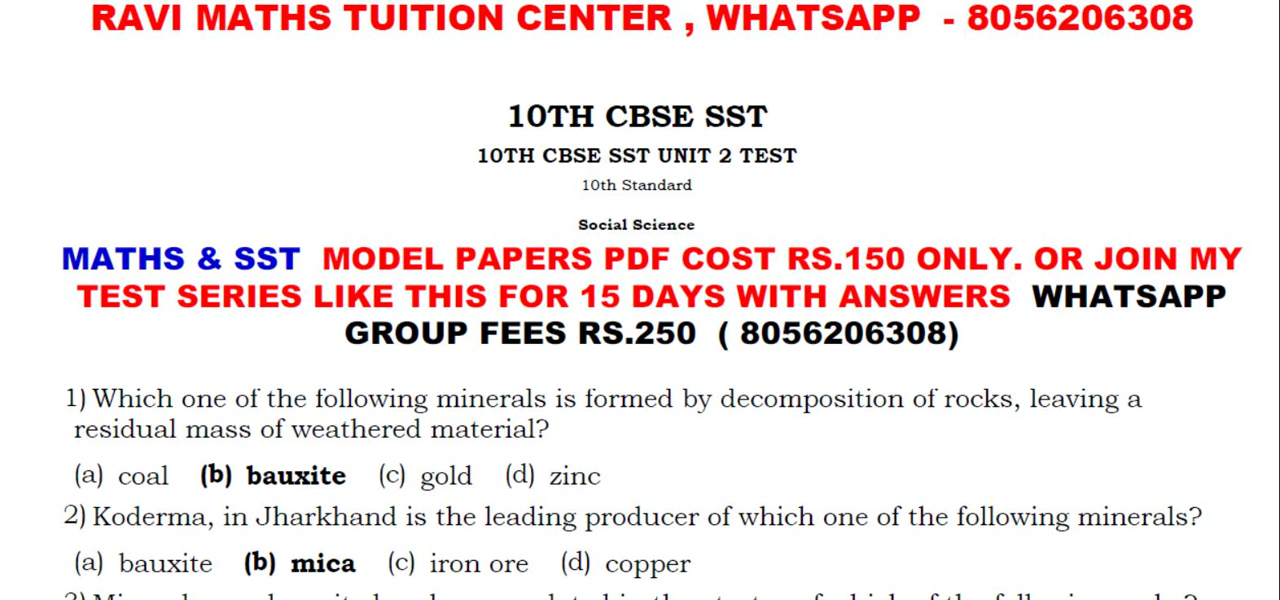 RAVI MATHS TUITION CENTER , WHATSAPP - 8056206308
10TH CBSE SST
10TH CBSE SST UNIT 2 TEST
10th Standard
Social Science
MATHS & SST MODEL PAPERS PDF COST RS.150 ONLY. OR JOIN MY
TEST SERIES LIKE THIS FOR 15 DAYS WITH ANSWERS WHATSAPP
GROUP FEES RS.250 ( 8056206308)
1) Which one of the following minerals is formed by decomposition of rocks, leaving a
residual mass of weathered material?
(a) coal (b) bauxite (c) gold (d) zinc
2) Koderma, in Jharkhand is the leading producer of which one of the following minerals?
(a) bauxite (b) mica (c) iron ore (d) copper